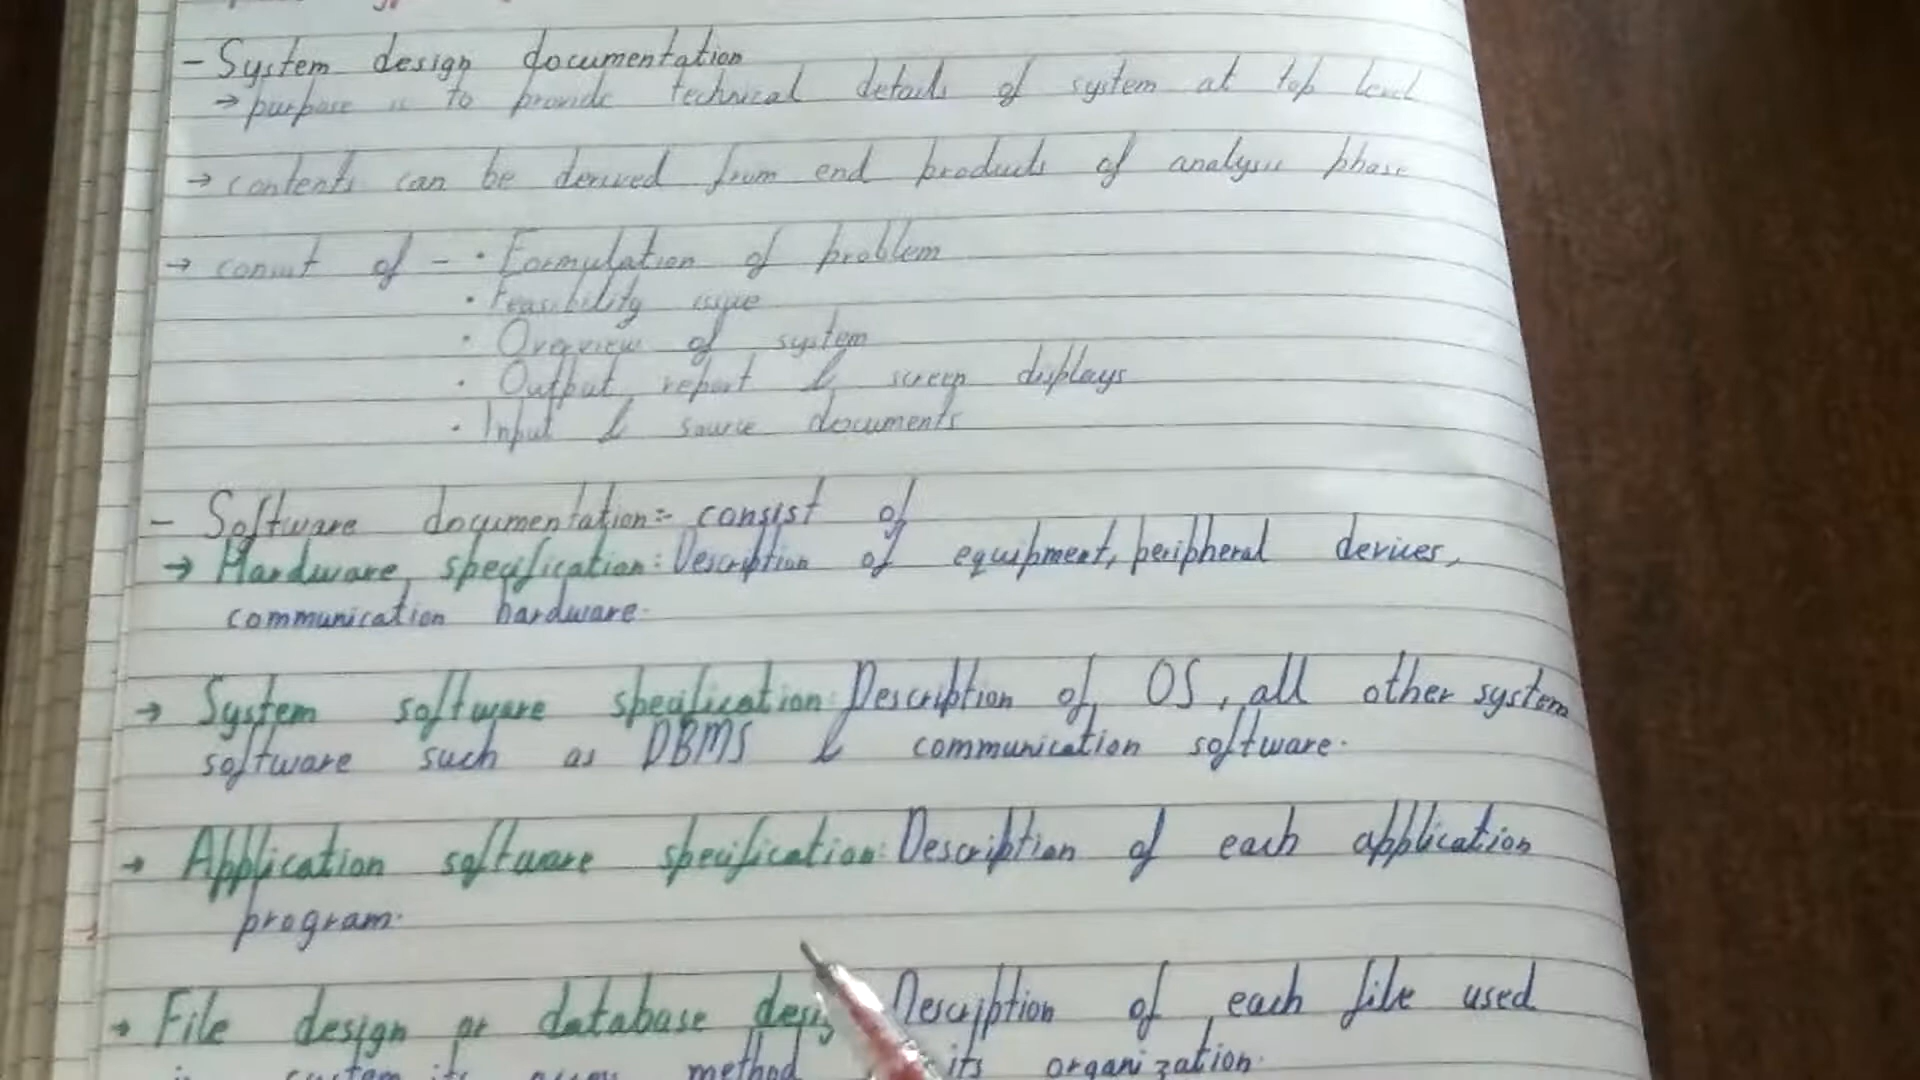 - System design documentation
→ purpose is to provide technical details of system at top level
→ contents can be derived from end products of analysis phase
→ consist of - · Formulation of problem
· Feasibility issue
· Overview of system
· Output, report & screen displays
· Input & source documents
- Software documentation:- consist of
→ Hardware specification: Description of equipment, peripheral devices,
communication hardware.
→ System software specification: Description of OS, all other system
software such as DBMS & communication software.
→ Application software specification: Description of each application
program.
→ File design or database Description of each file used
method its organization.